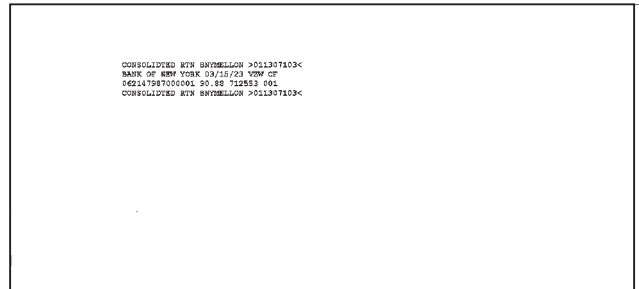 CONSOLIDTED RTN BNYMELLON >011307103<
BANK OF NEW YORK 03/15/23 VZW CF
062147987000001 90.88 712553 001
CONSOLIDTED RTN BNYMELLON >011307103<